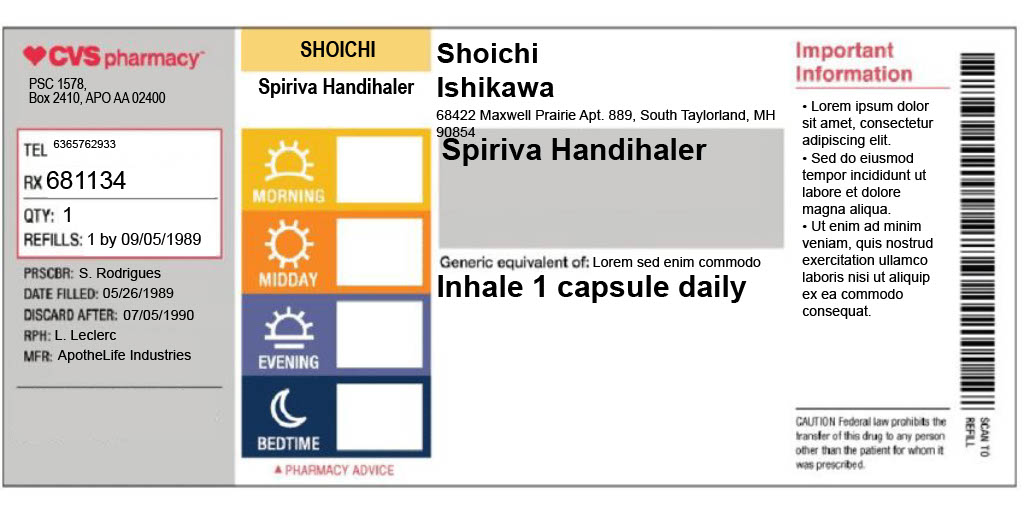 CVS pharmacy
PSC 1578,
Box 2410, APO AA 02400
TEL 6365762933
RX 681134
QTY: 1
REFILLS: 1 by 09/05/1989
PRSCBR: S. Rodrigues
DATE FILLED: 05/26/1989
DISCARD AFTER: 07/05/1990
RPH: L. Leclerc
MFR: ApotheLife Industries
SHOICHI
Spiriva Handihaler
MORNING
MIDDAY
EVENING
BEDTIME
▲ PHARMACY ADVICE
Shoichi
Ishikawa
68422 Maxwell Prairie Apt. 889, South Taylorland, MH
90854
Spiriva Handihaler
Generic equivalent of: Lorem sed enim commodo
Inhale 1 capsule daily
Important
Information
• Lorem ipsum dolor
sit amet, consectetur
adipiscing elit.
• Sed do eiusmod
tempor incididunt ut
labore et dolore
magna aliqua.
• Ut enim ad minim
veniam, quis nostrud
exercitation ullamco
laboris nisi ut aliquip
ex ea commodo
consequat.
CAUTION Federal law prohibits the
transfer of this drug to any person
other than the patient for whom it
was prescribed.
SCAN TO
REFILL